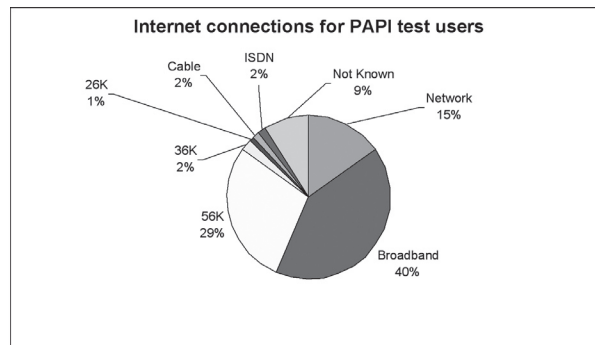 Internet connections for PAPI test users
ISDN
2%
Cable
2%
Not Known
9%
26K
1%
Network
15%
36K
2%
56K
29%
Broadband
40%